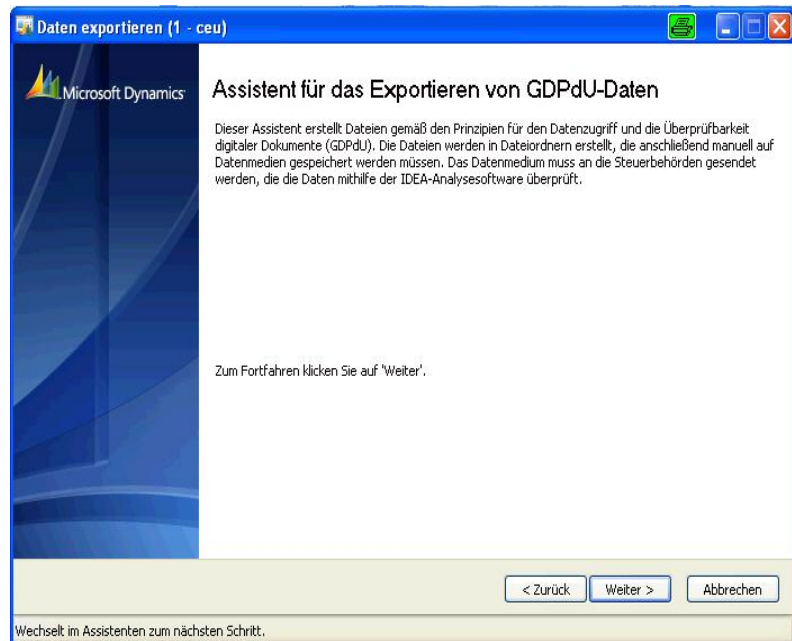 Daten exportieren (1 - ceu)
Microsoft Dynamics
Assistent für das Exportieren von GDPdU-Daten
Dieser Assistent erstellt Dateien gemäß den Prinzipien für den Datenzugriff und die Überprüfbarkeit
digitaler Dokumente (GDPdU). Die Dateien werden in Dateiordnern erstellt, die anschließend manuell auf
Datenmedien gespeichert werden müssen. Das Datenmedium muss an die Steuerbehörden gesendet
werden, die die Daten mithilfe der IDEA-Analysesoftware überprüft.
Zum Fortfahren klicken Sie auf 'Weiter'.
< Zurück
Weiter >
Abbrechen
Wechselt im Assistenten zum nächsten Schritt.